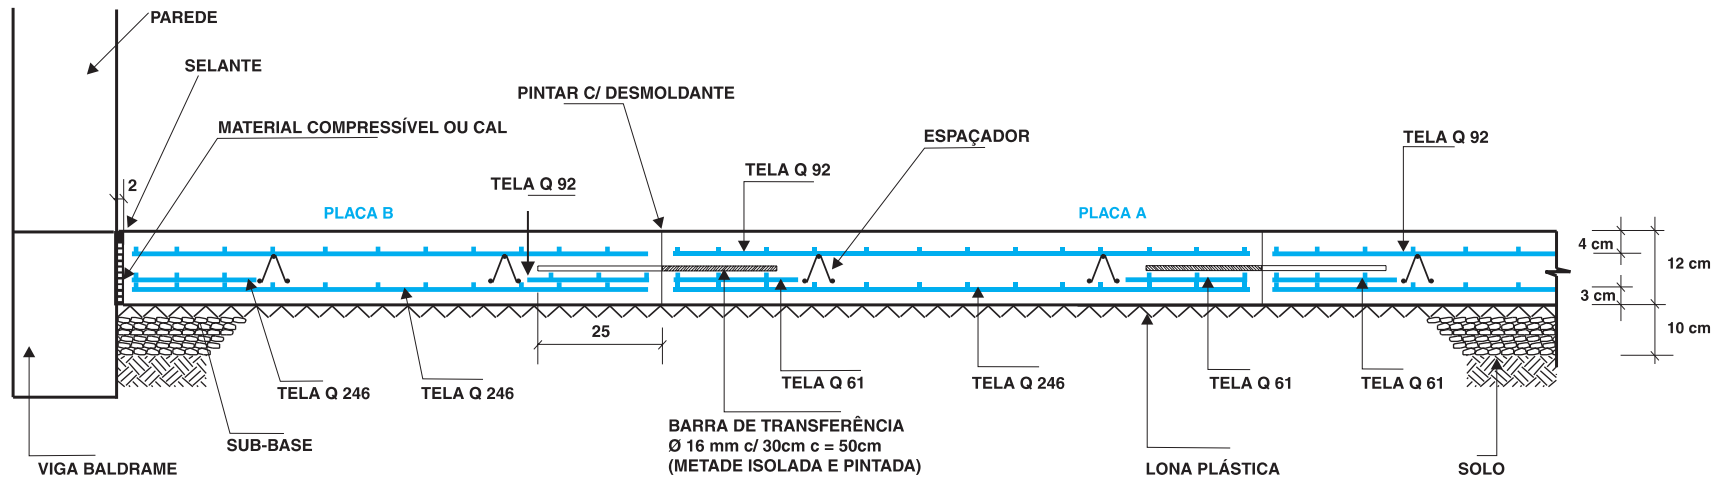 PAREDE
SELANTE
PINTAR C/ DESMOLDANTE
MATERIAL COMPRESSÍVEL OU CAL
ESPAÇADOR
TELA Q 92
TELA Q 92
TELA Q 92
2
PLACA B
PLACA A
4 cm
12 cm
3 cm
10 cm
25
TELA Q 246
TELA Q 246
TELA Q 61
TELA Q 246
TELA Q 61
TELA Q 61
BARRA DE TRANSFERÊNCIA
Ø 16 mm c/ 30cm c = 50cm
(METADE ISOLADA E PINTADA)
SUB-BASE
VIGA BALDRAME
LONA PLÁSTICA
SOLO